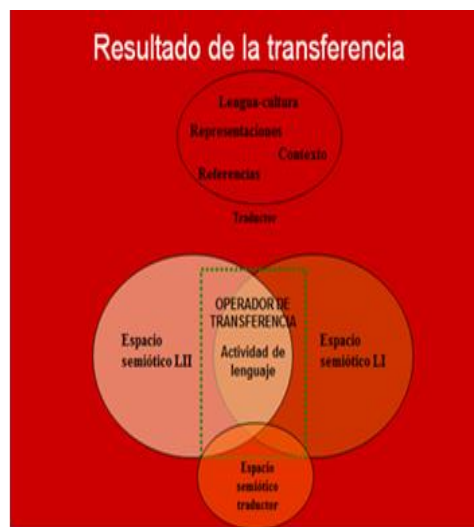 Resultado de la transferencia
Lengua-cultura
Representaciones
Contexto
Referencias
Traductor
OPERADOR DE
TRANSFERENCIA
Actividad de
lenguaje
Espacio
semiótico LII
Espacio
semiótico LI
Espacio
semiótico
traductor